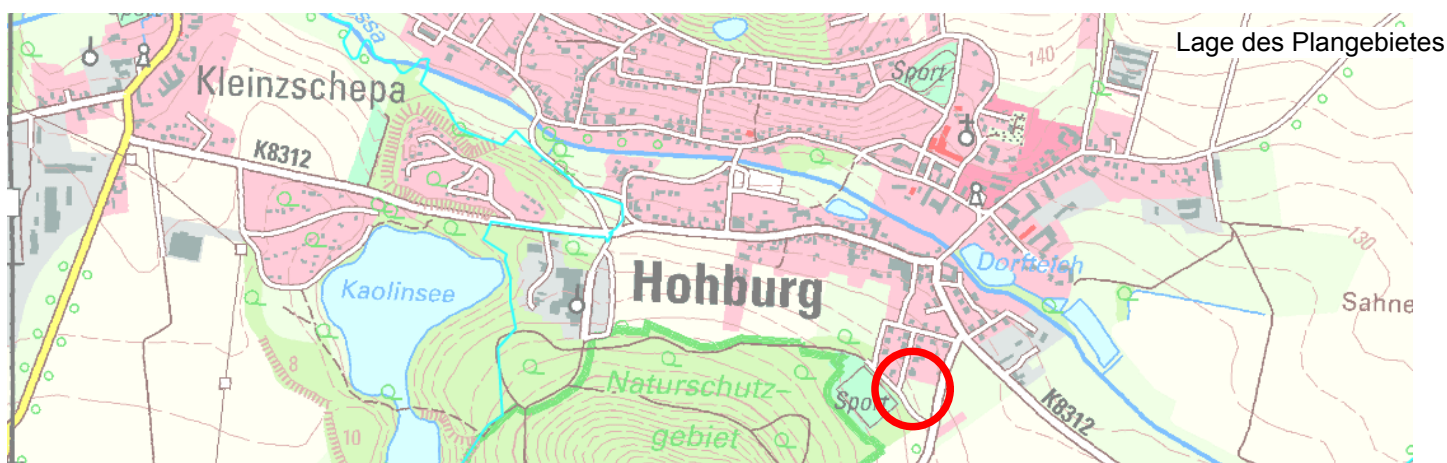 Lage des Plangebietes
Kleinzschepa
Sport
140
K8312
Kaolinsee
Hohburg
Dorfteich
130
Sahne
8
Naturschutz-
gebiet
Sport
K8312
10